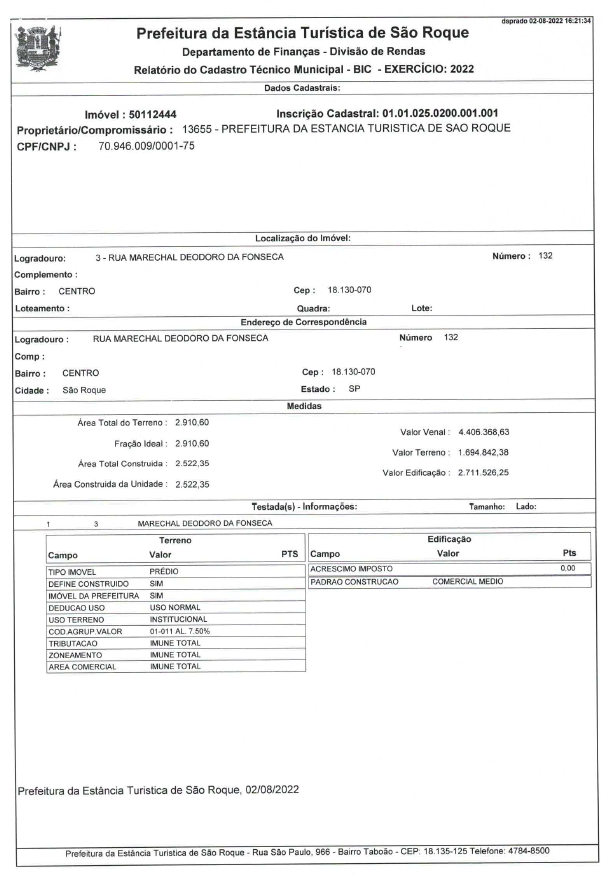 dsprado 02-08-2022 16:21:34
Prefeitura da Estância Turística de São Roque
Departamento de Finanças - Divisão de Rendas
Relatório do Cadastro Técnico Municipal - BIC - EXERCÍCIO: 2022
Dados Cadastrais:
Imóvel : 50112444 Inscrição Cadastral: 01.01.025.0200.001.001
Proprietário/Compromissário : 13655 - PREFEITURA DA ESTANCIA TURISTICA DE SAO ROQUE
CPF/CNPJ : 70.946.009/0001-75
Localização do Imóvel:
Logradouro: 3 - RUA MARECHAL DEODORO DA FONSECA Número : 132
Complemento :
Bairro : CENTRO Cep : 18.130-070
Loteamento : Quadra: Lote:
Endereço de Correspondência
Logradouro : RUA MARECHAL DEODORO DA FONSECA Número 132
Comp :
Bairro : CENTRO Cep : 18.130-070
Cidade : São Roque Estado : SP
Medidas
Área Total do Terreno : 2.910,60 Valor Venal : 4.406.368,63
Fração Ideal : 2.910,60 Valor Terreno : 1.694.842,38
Área Total Construida : 2.522,35 Valor Edificação : 2.711.526,25
Área Construida da Unidade : 2.522,35
Testada(s) - Informações: Tamanho: Lado:
1 3 MARECHAL DEODORO DA FONSECA
Terreno Edificação
Campo Valor PTS Campo Valor Pts
TIPO IMOVEL PRÉDIO ACRESCIMO IMPOSTO 0,00
DEFINE CONSTRUIDO SIM PADRAO CONSTRUCAO COMERCIAL MEDIO
IMÓVEL DA PREFEITURA SIM
DEDUCAO USO USO NORMAL
USO TERRENO INSTITUCIONAL
COD.AGRUP.VALOR 01-011 AL. 7.50%
TRIBUTACAO IMUNE TOTAL
ZONEAMENTO IMUNE TOTAL
AREA COMERCIAL IMUNE TOTAL
Prefeitura da Estância Turistica de São Roque, 02/08/2022
Prefeitura da Estância Turistica de São Roque - Rua São Paulo, 966 - Bairro Taboão - CEP: 18.135-125 Telefone: 4784-8500